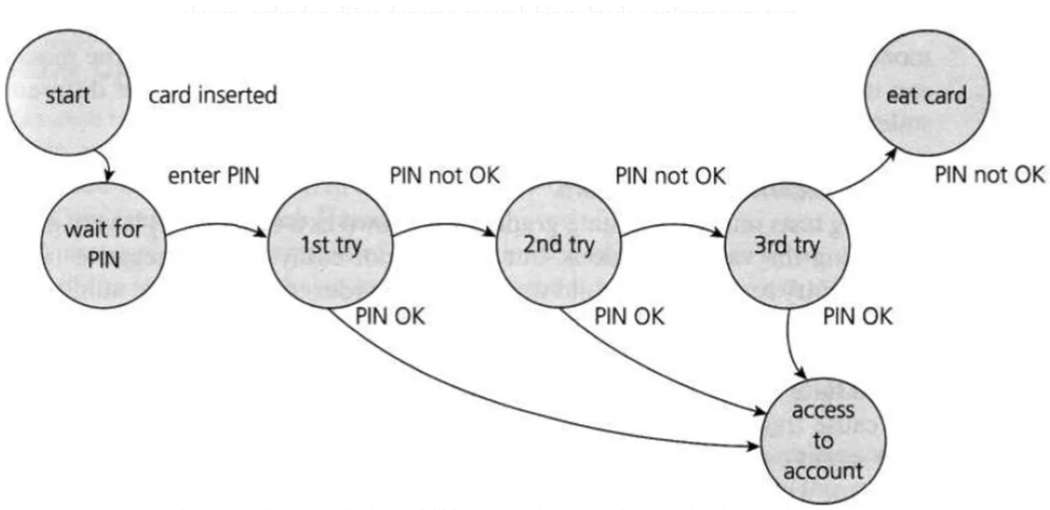 start
card inserted
eat card
enter PIN
PIN not OK
PIN not OK
PIN not OK
wait for
PIN
1st try
2nd try
3rd try
PIN OK
PIN OK
PIN OK
access
to
account